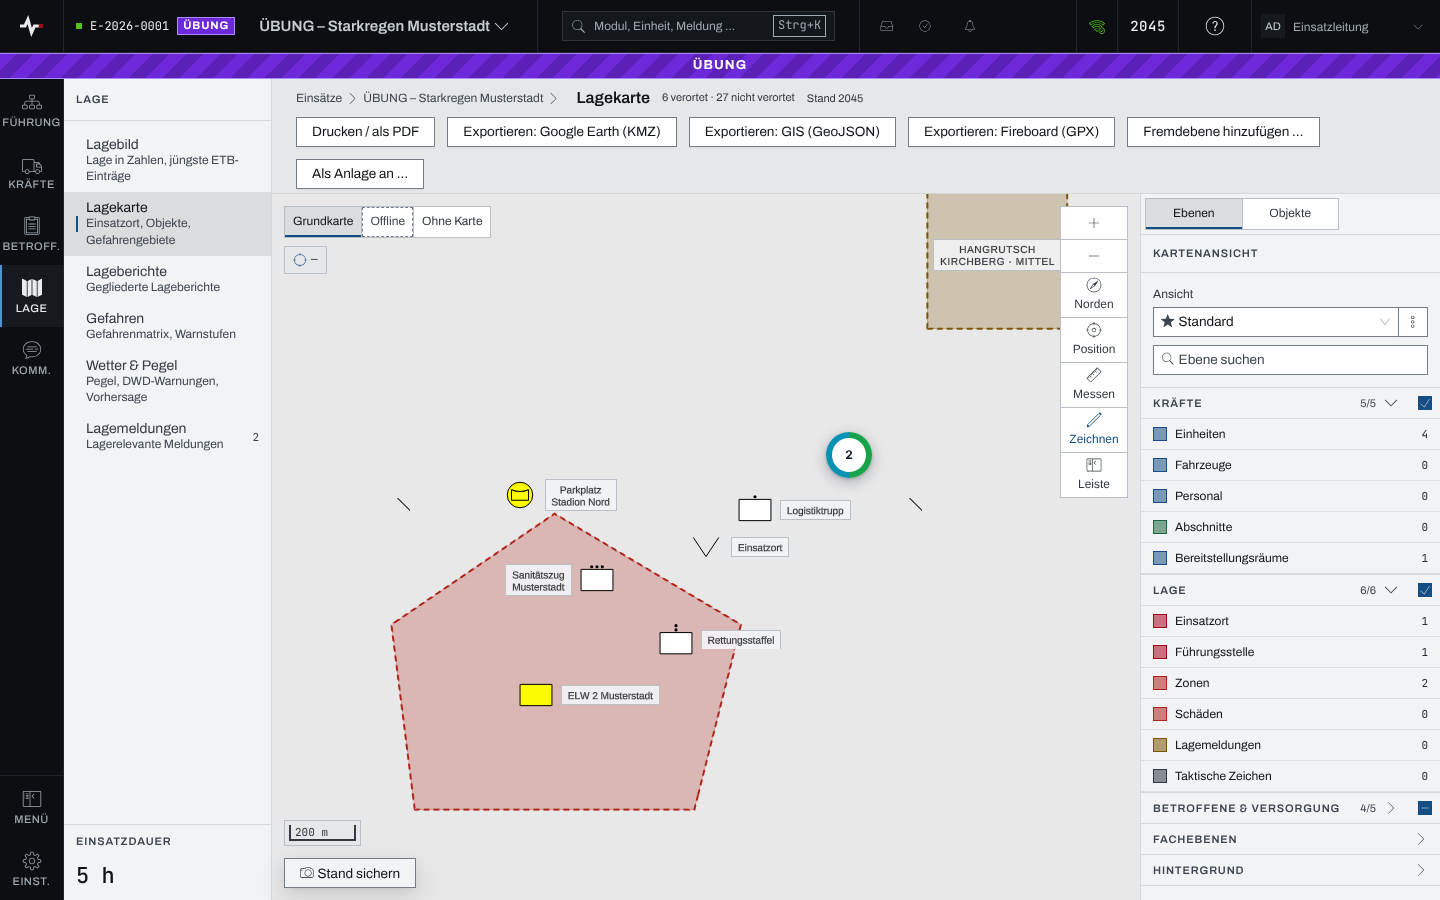 E-2026-0001 ÜBUNG ÜBUNG – Starkregen Musterstadt Modul, Einheit, Meldung ... Strg+K 2045 ? AD Einsatzleitung
ÜBUNG
FÜHRUNG
KRÄFTE
BETROFF.
LAGE
KOMM.
MENÜ
EINST.
LAGE
Lagebild
Lage in Zahlen, jüngste ETB-
Einträge
Lagekarte
Einsatzort, Objekte,
Gefahrengebiete
Lageberichte
Gegliederte Lageberichte
Gefahren
Gefahrenmatrix, Warnstufen
Wetter & Pegel
Pegel, DWD-Warnungen,
Vorhersage
Lagemeldungen
Lagerelevante Meldungen 2
EINSATZDAUER
5 h
Einsätze ÜBUNG – Starkregen Musterstadt Lagekarte 6 verortet · 27 nicht verortet Stand 2045
Drucken / als PDF Exportieren: Google Earth (KMZ) Exportieren: GIS (GeoJSON) Exportieren: Fireboard (GPX) Fremdebene hinzufügen ...
Als Anlage an ...
Grundkarte Offline Ohne Karte
–
HANGRUTSCH
KIRCHBERG · MITTEL
+
−
Norden
Position
Messen
Zeichnen
Leiste
2
Parkplatz
Stadion Nord
Logistiktrupp
Einsatzort
Sanitätszug
Musterstadt
Rettungsstaffel
ELW 2 Musterstadt
200 m
Stand sichern
Ebenen Objekte
KARTENANSICHT
Ansicht
Standard
Ebene suchen
KRÄFTE 5/5
Einheiten 4
Fahrzeuge 0
Personal 0
Abschnitte 0
Bereitstellungsräume 1
LAGE 6/6
Einsatzort 1
Führungsstelle 1
Zonen 2
Schäden 0
Lagemeldungen 0
Taktische Zeichen 0
BETROFFENE & VERSORGUNG 4/5
FACHEBENEN
HINTERGRUND